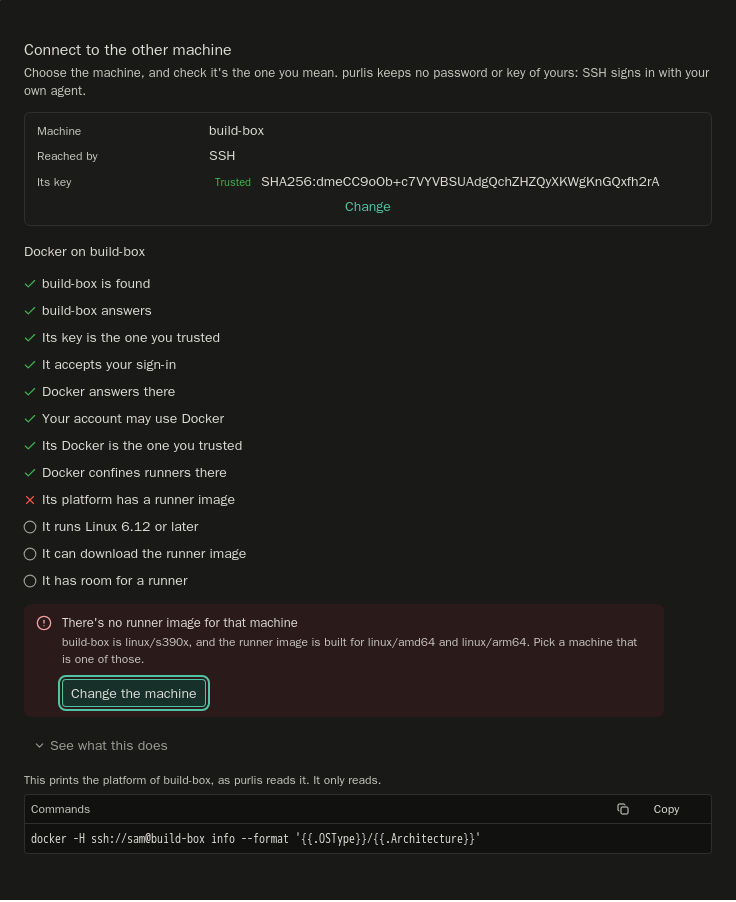 Connect to the other machine
Choose the machine, and check it's the one you mean. purlis keeps no password or key of yours: SSH signs in with your
own agent.
Machine build-box
Reached by SSH
Its key Trusted SHA256:dmeCC9oOb+c7VYVBSUAdgQchZHZQyXKWgKnGQxfh2rA
Change
Docker on build-box
build-box is found
build-box answers
Its key is the one you trusted
It accepts your sign-in
Docker answers there
Your account may use Docker
Its Docker is the one you trusted
Docker confines runners there
Its platform has a runner image
It runs Linux 6.12 or later
It can download the runner image
It has room for a runner
There's no runner image for that machine
build-box is linux/s390x, and the runner image is built for linux/amd64 and linux/arm64. Pick a machine that
is one of those.
Change the machine
See what this does
This prints the platform of build-box, as purlis reads it. It only reads.
Commands Copy
docker -H ssh://sam@build-box info --format '{{.OSType}}/{{.Architecture}}'